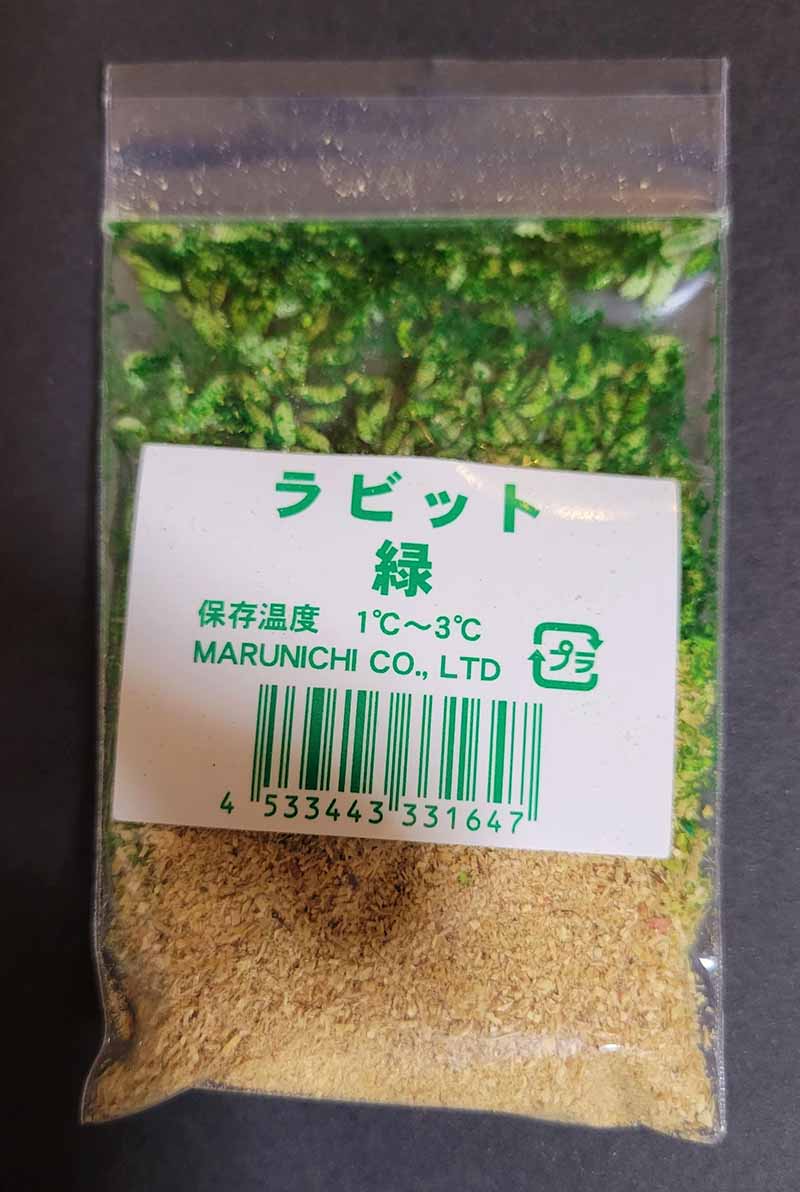 ラビット
緑
保存温度 1℃～3℃
MARUNICHI CO., LTD
プラ
4 533443 331647